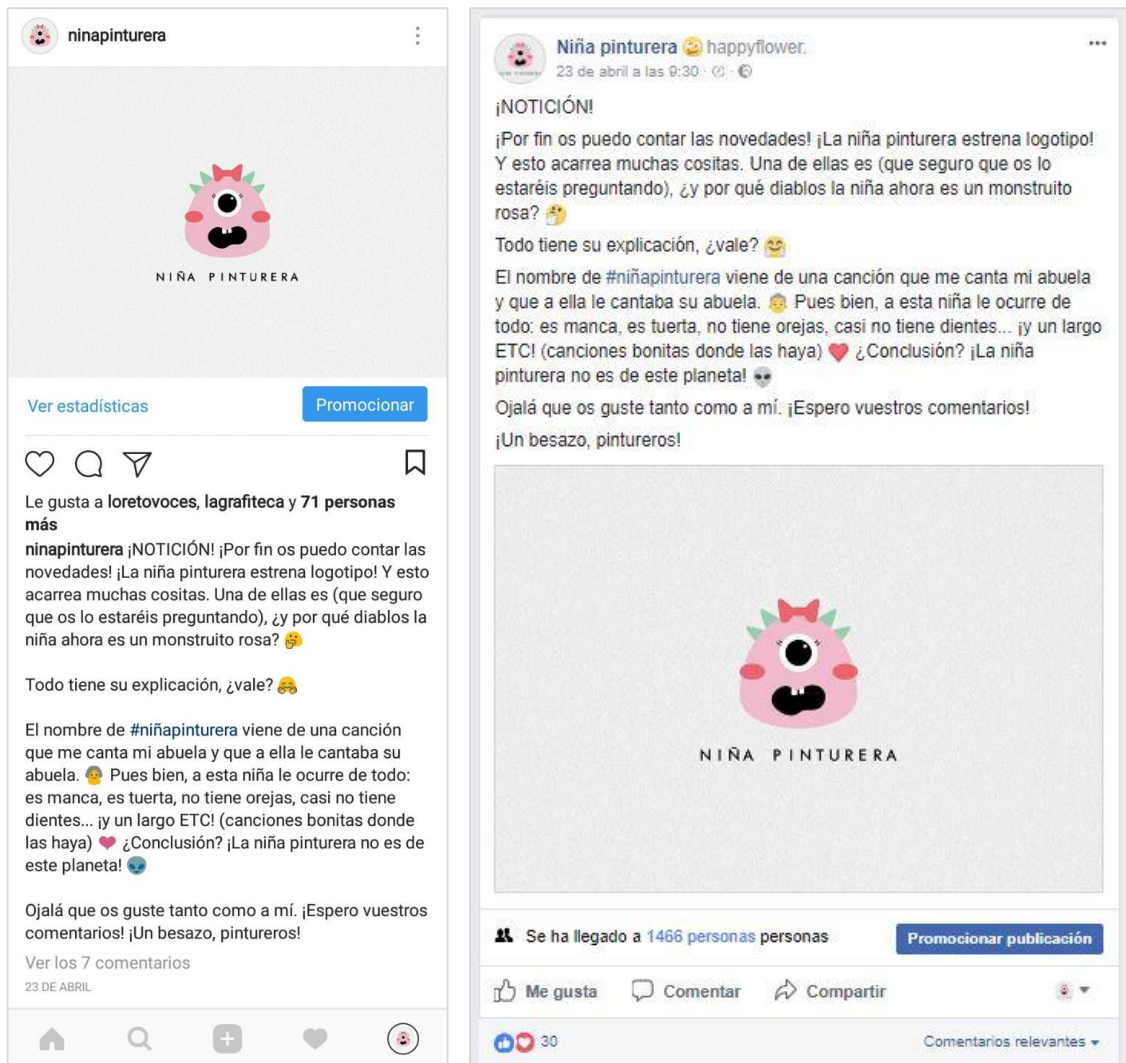 ninapinturera
NIÑA PINTURERA
Ver estadísticas
Promocionar
Le gusta a loretovoces, lagrafiteca y 71 personas
más
ninapinturera ¡NOTICIÓN! ¡Por fin os puedo contar las
novedades! ¡La niña pinturera estrena logotipo! Y esto
acarrea muchas cositas. Una de ellas es (que seguro
que os lo estaréis preguntando), ¿y por qué diablos la
niña ahora es un monstruito rosa? 🤔
Todo tiene su explicación, ¿vale? 🤗
El nombre de #niñapinturera viene de una canción
que me canta mi abuela y que a ella le cantaba su
abuela. 👵 Pues bien, a esta niña le ocurre de todo:
es manca, es tuerta, no tiene orejas, casi no tiene
dientes... ¡y un largo ETC! (canciones bonitas donde
las haya) ❤ ¿Conclusión? ¡La niña pinturera no es de
este planeta! 👽
Ojalá que os guste tanto como a mí. ¡Espero vuestros
comentarios! ¡Un besazo, pintureros!
Ver los 7 comentarios
23 DE ABRIL
Niña pinturera happyflower.
23 de abril a las 9:30
¡NOTICIÓN!
¡Por fin os puedo contar las novedades! ¡La niña pinturera estrena logotipo!
Y esto acarrea muchas cositas. Una de ellas es (que seguro que os lo
estaréis preguntando), ¿y por qué diablos la niña ahora es un monstruito
rosa? 🤔
Todo tiene su explicación, ¿vale? 🤗
El nombre de #niñapinturera viene de una canción que me canta mi abuela
y que a ella le cantaba su abuela. 👵 Pues bien, a esta niña le ocurre de
todo: es manca, es tuerta, no tiene orejas, casi no tiene dientes... ¡y un largo
ETC! (canciones bonitas donde las haya) ❤ ¿Conclusión? ¡La niña
pinturera no es de este planeta! 👽
Ojalá que os guste tanto como a mí. ¡Espero vuestros comentarios!
¡Un besazo, pintureros!
NIÑA PINTURERA
Se ha llegado a 1466 personas personas
Promocionar publicación
Me gusta Comentar Compartir
30 Comentarios relevantes